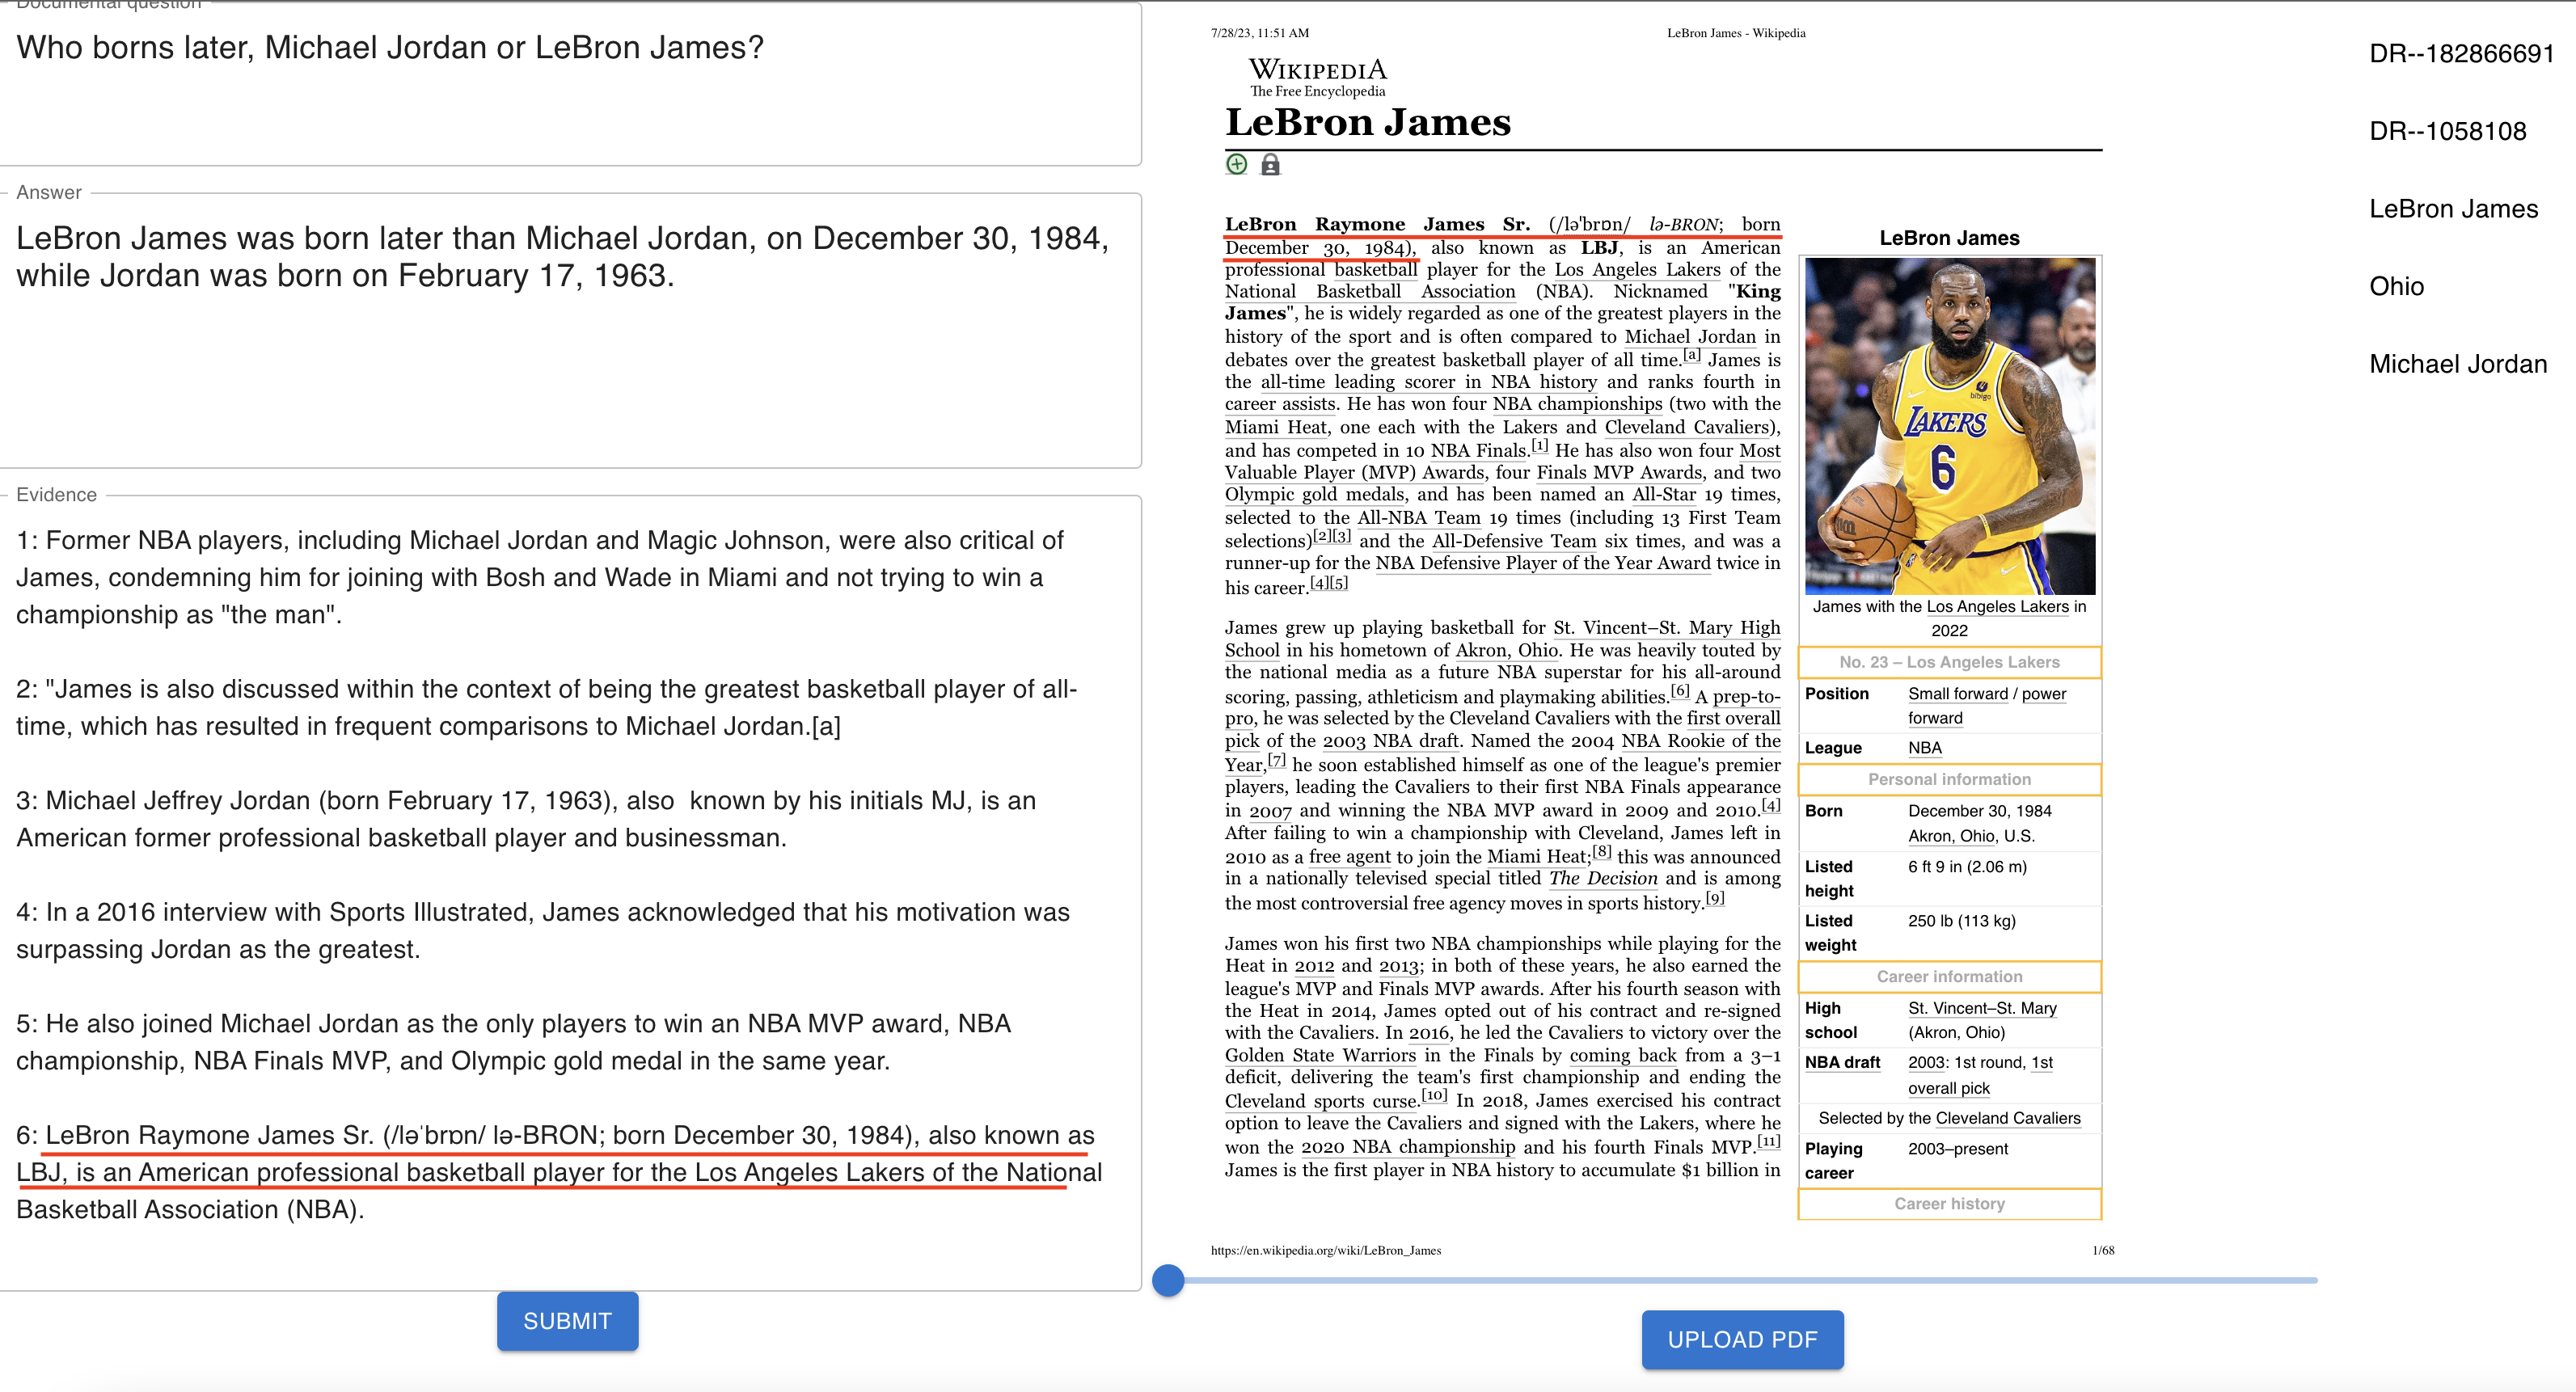 Documental question
Who borns later, Michael Jordan or LeBron James?
Answer
LeBron James was born later than Michael Jordan, on December 30, 1984,
while Jordan was born on February 17, 1963.
Evidence
1: Former NBA players, including Michael Jordan and Magic Johnson, were also critical of
James, condemning him for joining with Bosh and Wade in Miami and not trying to win a
championship as "the man".
2: "James is also discussed within the context of being the greatest basketball player of all-
time, which has resulted in frequent comparisons to Michael Jordan.[a]
3: Michael Jeffrey Jordan (born February 17, 1963), also  known by his initials MJ, is an
American former professional basketball player and businessman.
4: In a 2016 interview with Sports Illustrated, James acknowledged that his motivation was
surpassing Jordan as the greatest.
5: He also joined Michael Jordan as the only players to win an NBA MVP award, NBA
championship, NBA Finals MVP, and Olympic gold medal in the same year.
6: LeBron Raymone James Sr. (/ləˈbrɒn/ lə-BRON; born December 30, 1984), also known as
LBJ, is an American professional basketball player for the Los Angeles Lakers of the National
Basketball Association (NBA).
SUBMIT
7/28/23, 11:51 AM
LeBron James - Wikipedia
WIKIPEDIA
The Free Encyclopedia
LeBron James
LeBron Raymone James Sr. (/ləˈbrɒn/ lə-BRON; born
December 30, 1984), also known as LBJ, is an American
professional basketball player for the Los Angeles Lakers of the
National Basketball Association (NBA). Nicknamed "King
James", he is widely regarded as one of the greatest players in the
history of the sport and is often compared to Michael Jordan in
debates over the greatest basketball player of all time.[a] James is
the all-time leading scorer in NBA history and ranks fourth in
career assists. He has won four NBA championships (two with the
Miami Heat, one each with the Lakers and Cleveland Cavaliers),
and has competed in 10 NBA Finals.[1] He has also won four Most
Valuable Player (MVP) Awards, four Finals MVP Awards, and two
Olympic gold medals, and has been named an All-Star 19 times,
selected to the All-NBA Team 19 times (including 13 First Team
selections)[2][3] and the All-Defensive Team six times, and was a
runner-up for the NBA Defensive Player of the Year Award twice in
his career.[4][5]
James grew up playing basketball for St. Vincent–St. Mary High
School in his hometown of Akron, Ohio. He was heavily touted by
the national media as a future NBA superstar for his all-around
scoring, passing, athleticism and playmaking abilities.[6] A prep-to-
pro, he was selected by the Cleveland Cavaliers with the first overall
pick of the 2003 NBA draft. Named the 2004 NBA Rookie of the
Year,[7] he soon established himself as one of the league's premier
players, leading the Cavaliers to their first NBA Finals appearance
in 2007 and winning the NBA MVP award in 2009 and 2010.[4]
After failing to win a championship with Cleveland, James left in
2010 as a free agent to join the Miami Heat;[8] this was announced
in a nationally televised special titled The Decision and is among
the most controversial free agency moves in sports history.[9]
James won his first two NBA championships while playing for the
Heat in 2012 and 2013; in both of these years, he also earned the
league's MVP and Finals MVP awards. After his fourth season with
the Heat in 2014, James opted out of his contract and re-signed
with the Cavaliers. In 2016, he led the Cavaliers to victory over the
Golden State Warriors in the Finals by coming back from a 3–1
deficit, delivering the team's first championship and ending the
Cleveland sports curse.[10] In 2018, James exercised his contract
option to leave the Cavaliers and signed with the Lakers, where he
won the 2020 NBA championship and his fourth Finals MVP.[11]
James is the first player in NBA history to accumulate $1 billion in
LeBron James
bibigo
LAKERS
6
James with the Los Angeles Lakers in
2022
No. 23 – Los Angeles Lakers
Position Small forward / power
forward
League NBA
Personal information
Born December 30, 1984
Akron, Ohio, U.S.
Listed 6 ft 9 in (2.06 m)
height
Listed 250 lb (113 kg)
weight
Career information
High St. Vincent–St. Mary
school (Akron, Ohio)
NBA draft 2003: 1st round, 1st
overall pick
Selected by the Cleveland Cavaliers
Playing 2003–present
career
Career history
https://en.wikipedia.org/wiki/LeBron_James
1/68
UPLOAD PDF
DR--182866691
DR--1058108
LeBron James
Ohio
Michael Jordan